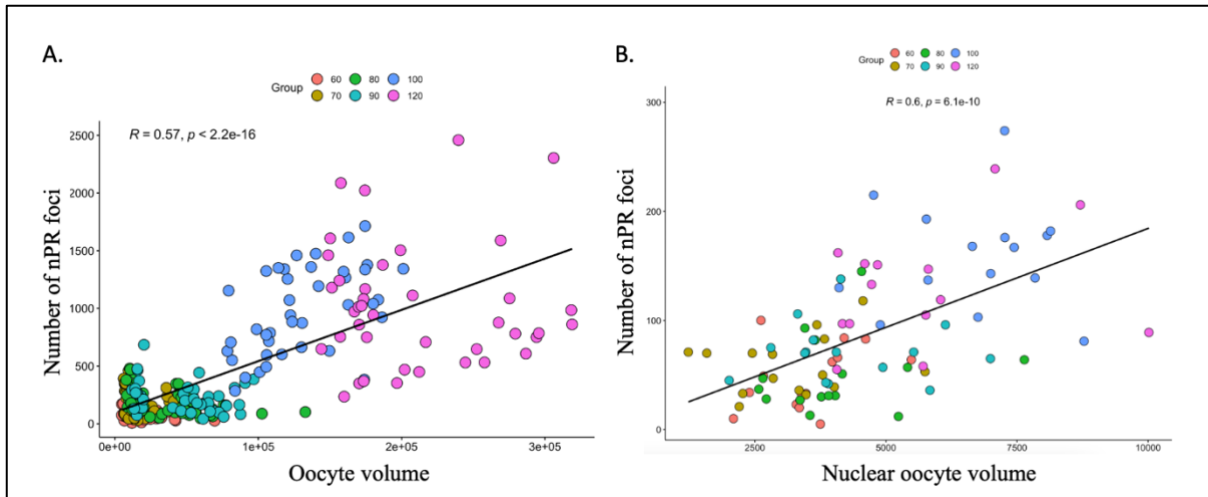 A.
Group 60 80 100
70 90 120
R = 0.57, p < 2.2e-16
Number of nPR foci
2500
2000
1500
1000
500
0
0e+00 1e+05 2e+05 3e+05
Oocyte volume
B.
Group 60 80 100
70 90 120
R = 0.6, p = 6.1e-10
Number of nPR foci
300
200
100
0
2500 5000 7500 10000
Nuclear oocyte volume